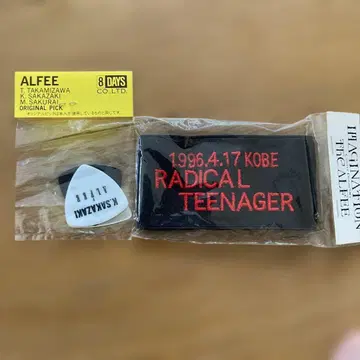 ALFEE
T. TAKAMIZAWA
K. SAKAZAKI
M. SAKURAI
ORIGINAL PICK
8 DAYS
CO., LTD.
K.SAKAZAKI
ALFEE
1996.4.17 KOBE
RADICAL
TEENAGER
IMAGINATION
THE ALFEE